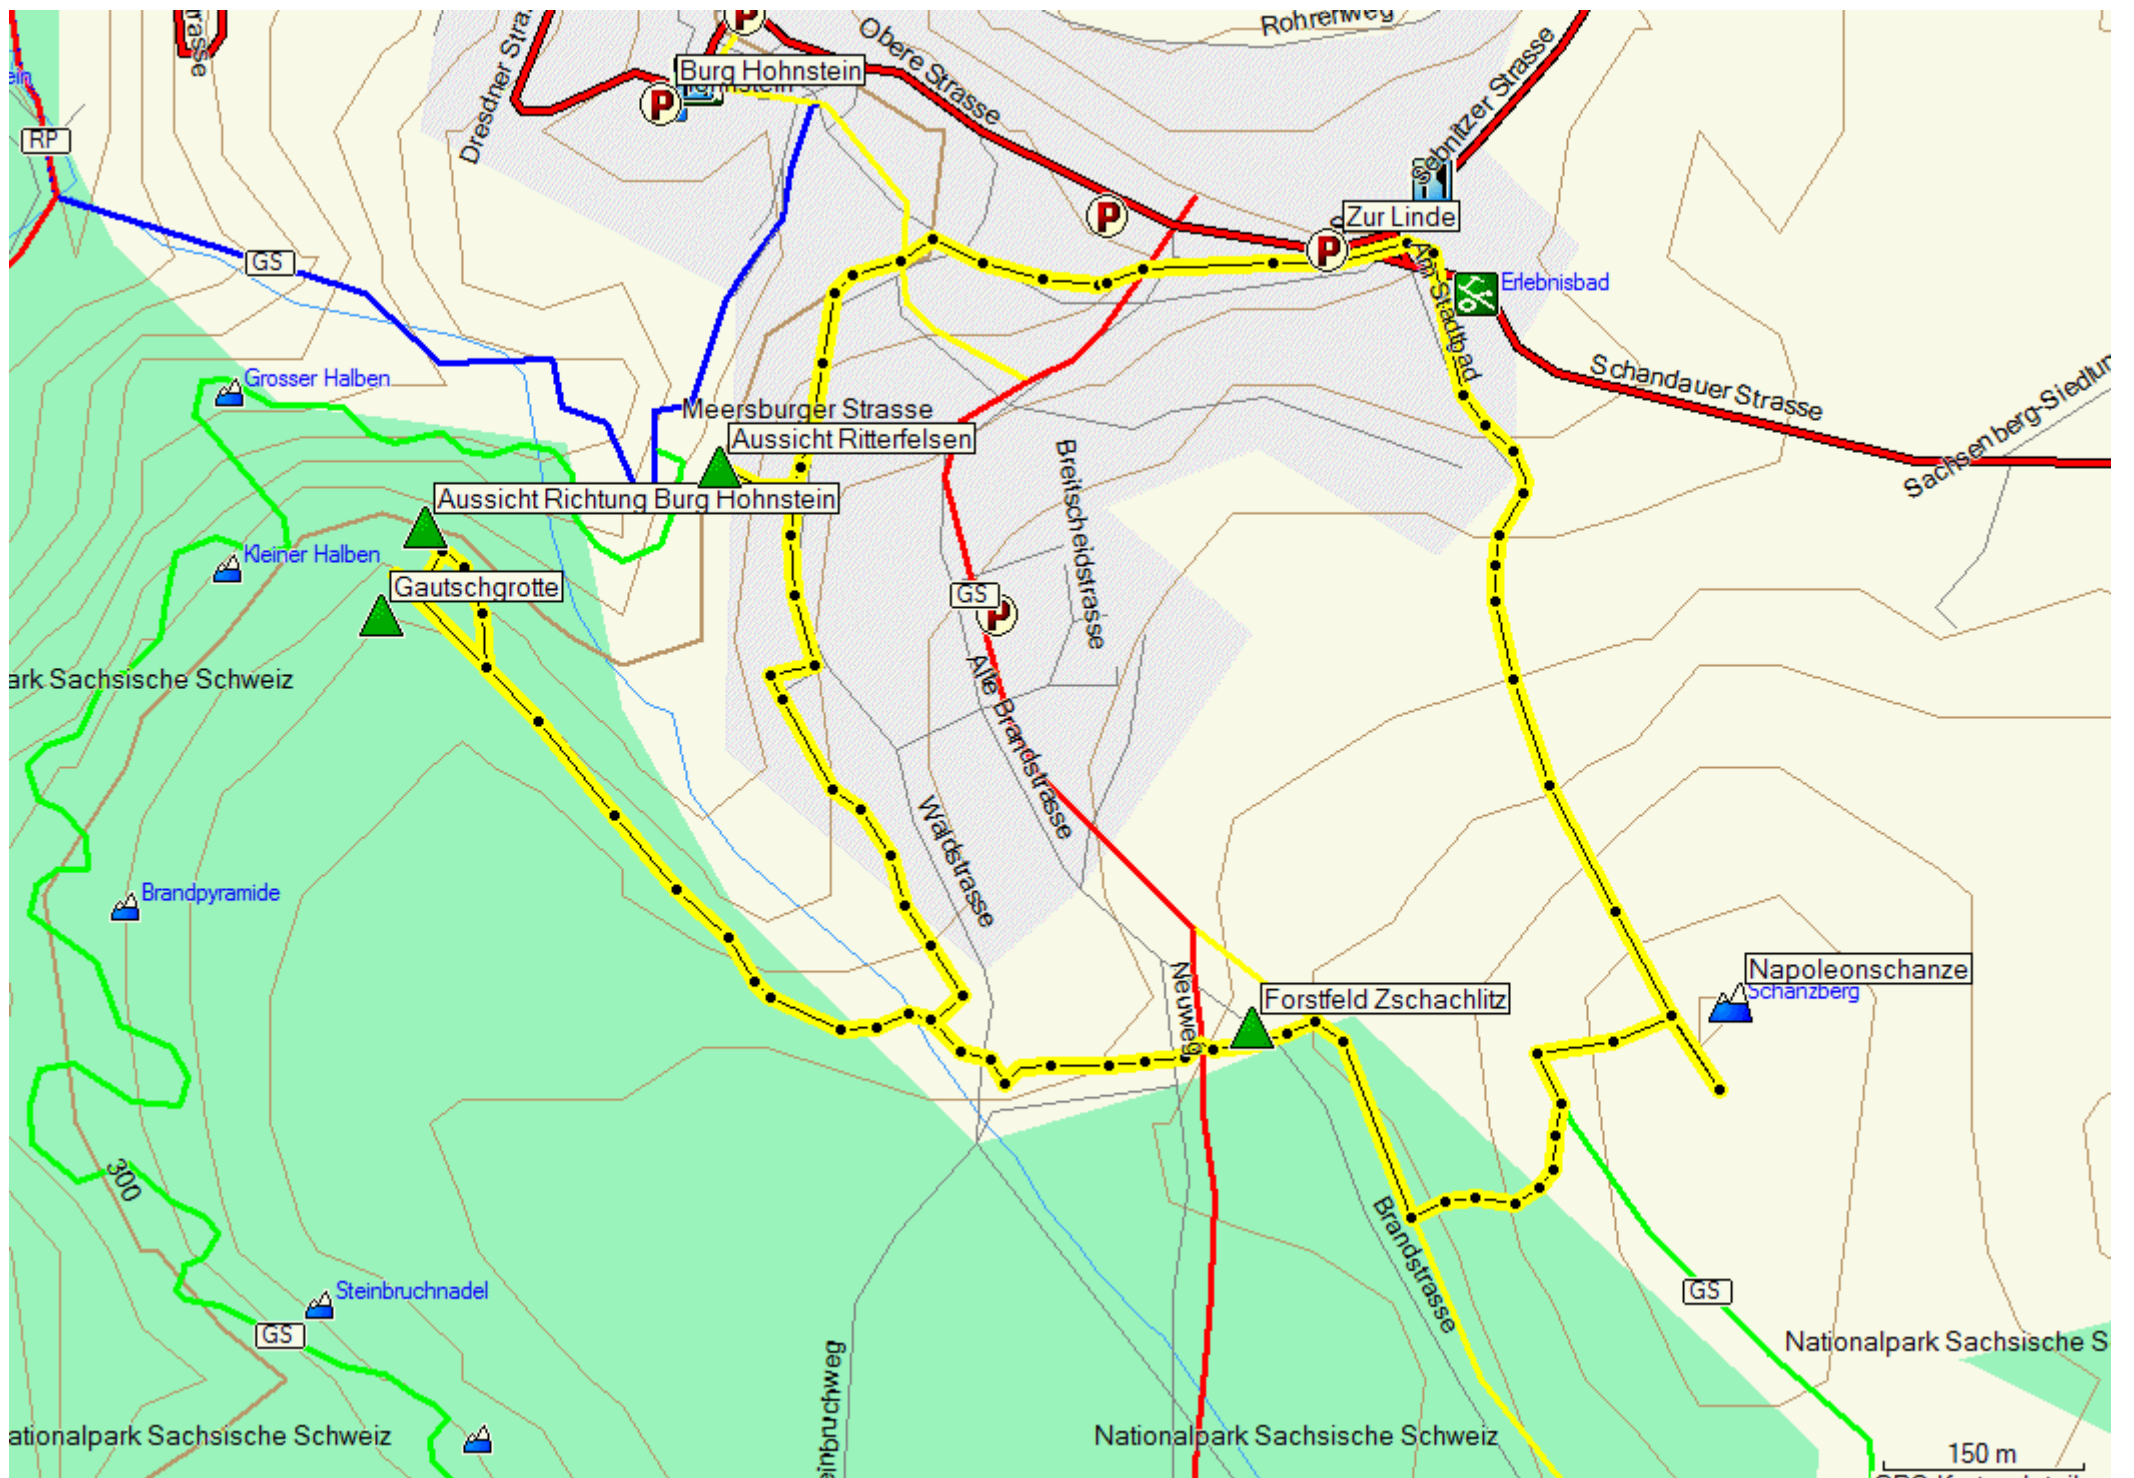 Rohrenweg
Obere Strasse
Burg Hohnstein
Dresdner Stra
rasse
RP
P
P
P
P
P
sebnitzer Strasse
Zur Linde
Am Stadtbad
Erlebnisbad
GS
Schandauer Strasse
Sachsenberg-Siedlun
Grosser Halben
Meersburger Strasse
Aussicht Ritterfelsen
Aussicht Richtung Burg Hohnstein
Breitscheidstrasse
Kleiner Halben
Gautschgrotte
GS
Alte Brandstrasse
ark Sachsische Schweiz
Waldstrasse
Brandpyramide
Neuweg
Napoleonschanze
Schanzberg
Forstfeld Zschachlitz
300
Brandstrasse
Steinbruchnadel
GS
GS
Nationalpark Sachsische S
einbruchweg
ationalpark Sachsische Schweiz
Nationalpark Sachsische Schweiz
150 m